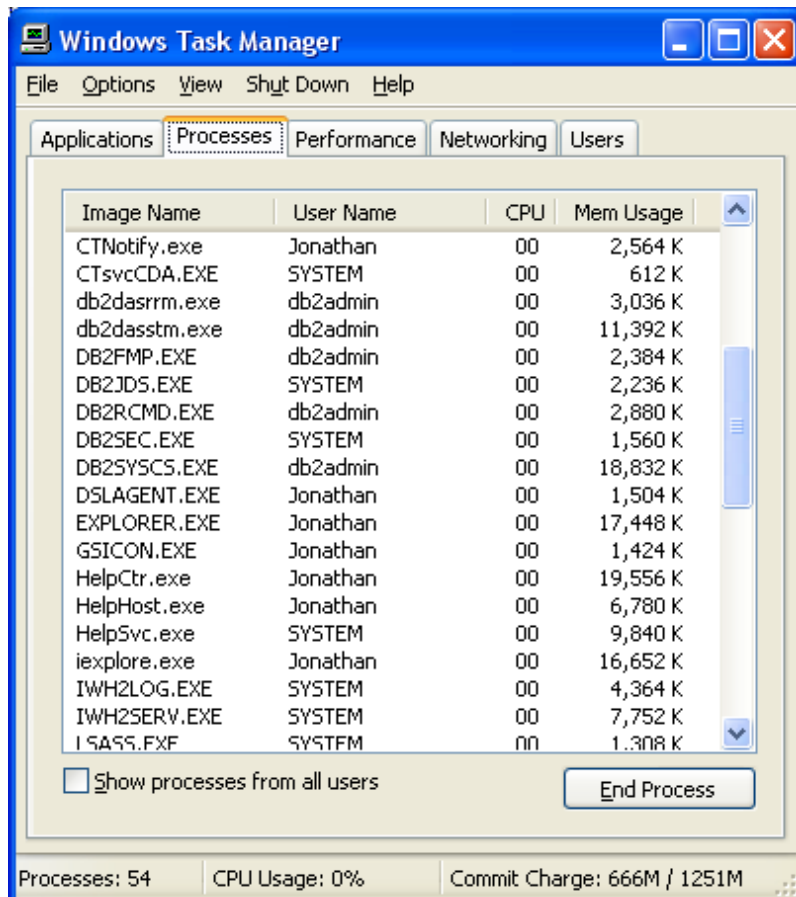 Windows Task Manager
File Options View Shut Down Help
Applications Processes Performance Networking Users
Image Name User Name CPU Mem Usage
CTNotify.exe Jonathan 00 2,564 K
CTsvcCDA.EXE SYSTEM 00 612 K
db2dasrrm.exe db2admin 00 3,036 K
db2dasstm.exe db2admin 00 11,392 K
DB2FMP.EXE db2admin 00 2,384 K
DB2JDS.EXE SYSTEM 00 2,236 K
DB2RCMD.EXE db2admin 00 2,880 K
DB2SEC.EXE SYSTEM 00 1,560 K
DB2SYSCS.EXE db2admin 00 18,832 K
DSLAGENT.EXE Jonathan 00 1,504 K
EXPLORER.EXE Jonathan 00 17,448 K
GSICON.EXE Jonathan 00 1,424 K
HelpCtr.exe Jonathan 00 19,556 K
HelpHost.exe Jonathan 00 6,780 K
HelpSvc.exe SYSTEM 00 9,840 K
iexplore.exe Jonathan 00 16,652 K
IWH2LOG.EXE SYSTEM 00 4,364 K
IWH2SERV.EXE SYSTEM 00 7,752 K
LSASS.EXE SYSTEM 00 1,308 K
Show processes from all users End Process
Processes: 54 CPU Usage: 0% Commit Charge: 666M / 1251M